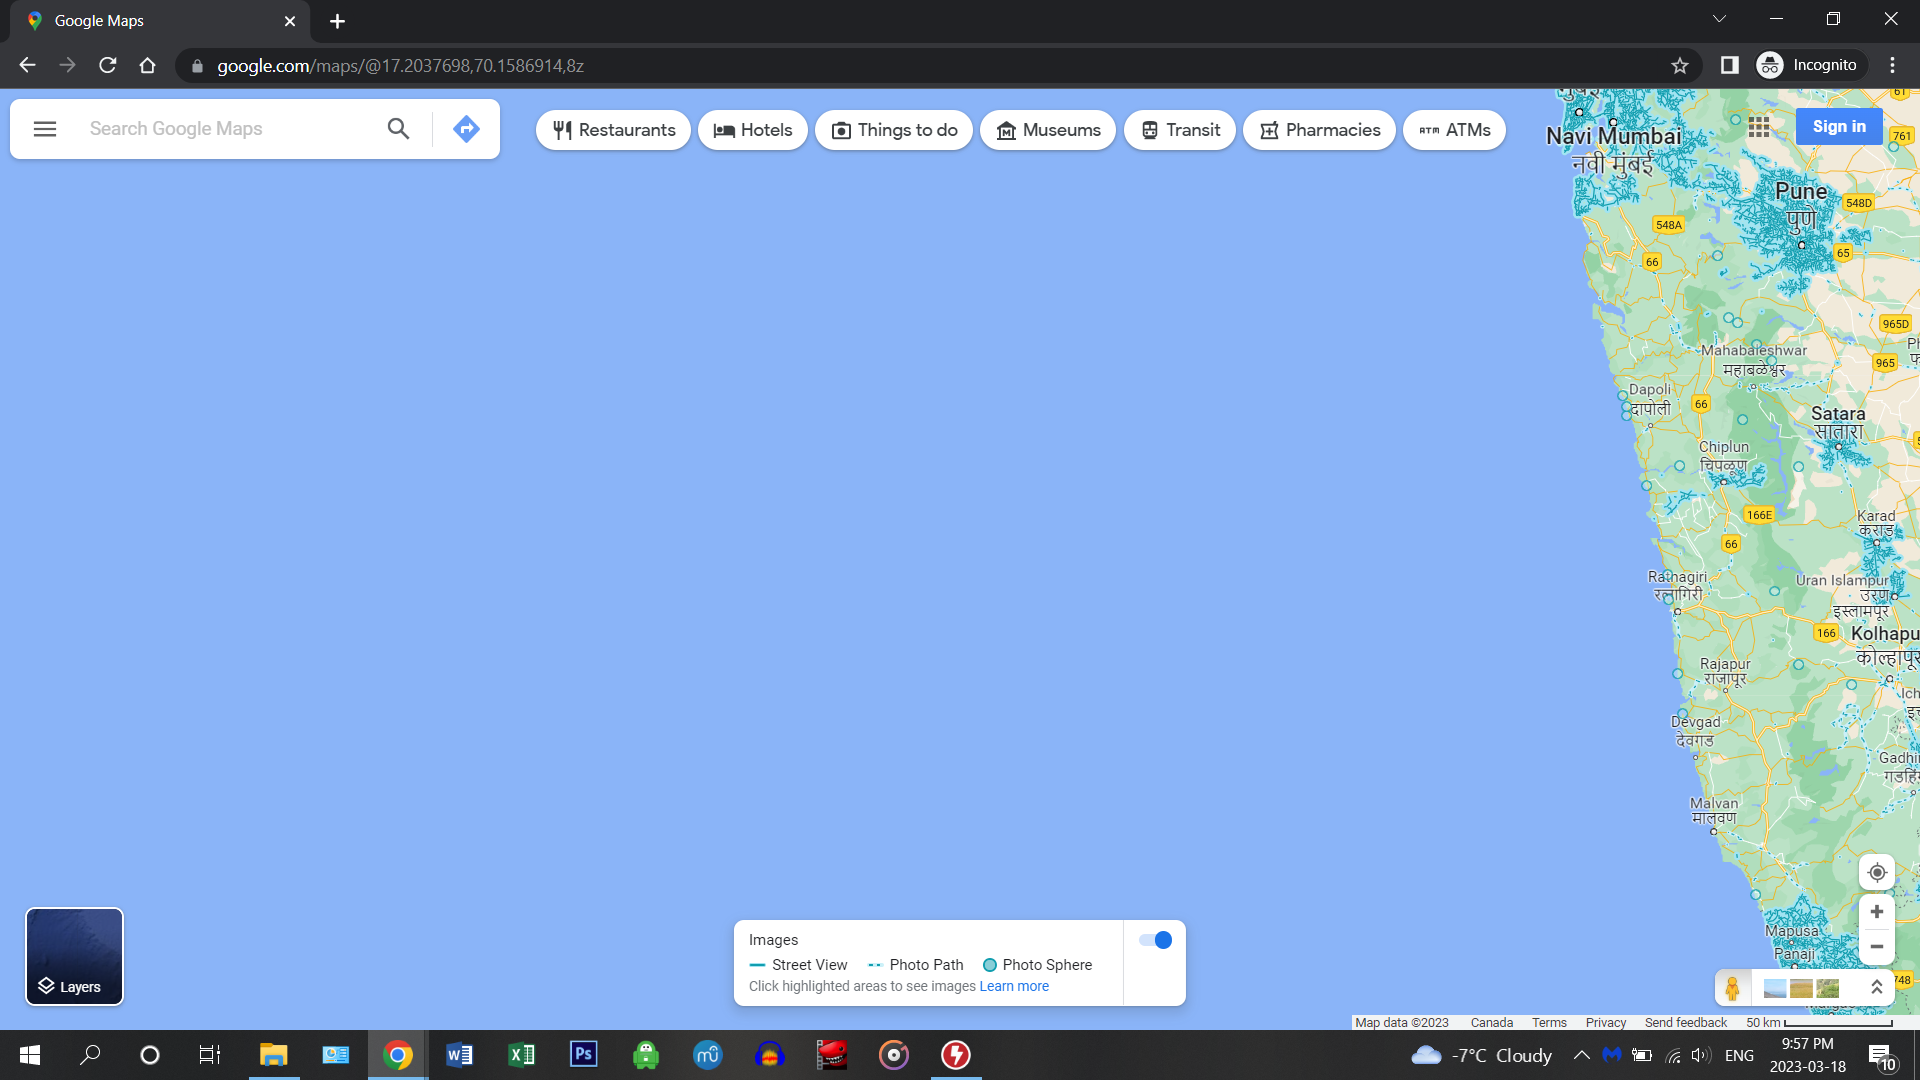 Google Maps
google.com/maps/@17.2037698,70.1586914,8z
Incognito
Search Google Maps
Restaurants
Hotels
Things to do
Museums
Transit
Pharmacies
ATM ATMs
Sign in
61
761
Navi Mumbai
नवी मुंबई
Pune
पुणे
548D
548A
65
66
965D
Mahabaleshwar
महाबळेश्वर
965
Dapoli
दापोली
66
Satara
सातारा
Chiplun
चिपळूण
166E
Karad
कराड
66
Ratnagiri
रत्नागिरी
Uran Islampur
उरण
इस्लामपूर
166
Kolhapu
कोल्हापूर
Rajapur
राजापूर
Ich
Devgad
देवगड
Gadhi
गडहिं
Malvan
मालवण
Mapusa
Panaji
748
Layers
Images
Street View
Photo Path
Photo Sphere
Click highlighted areas to see images Learn more
Map data ©2023
Canada
Terms
Privacy
Send feedback
50 km
-7°C Cloudy
ENG
9:57 PM
2023-03-18
10